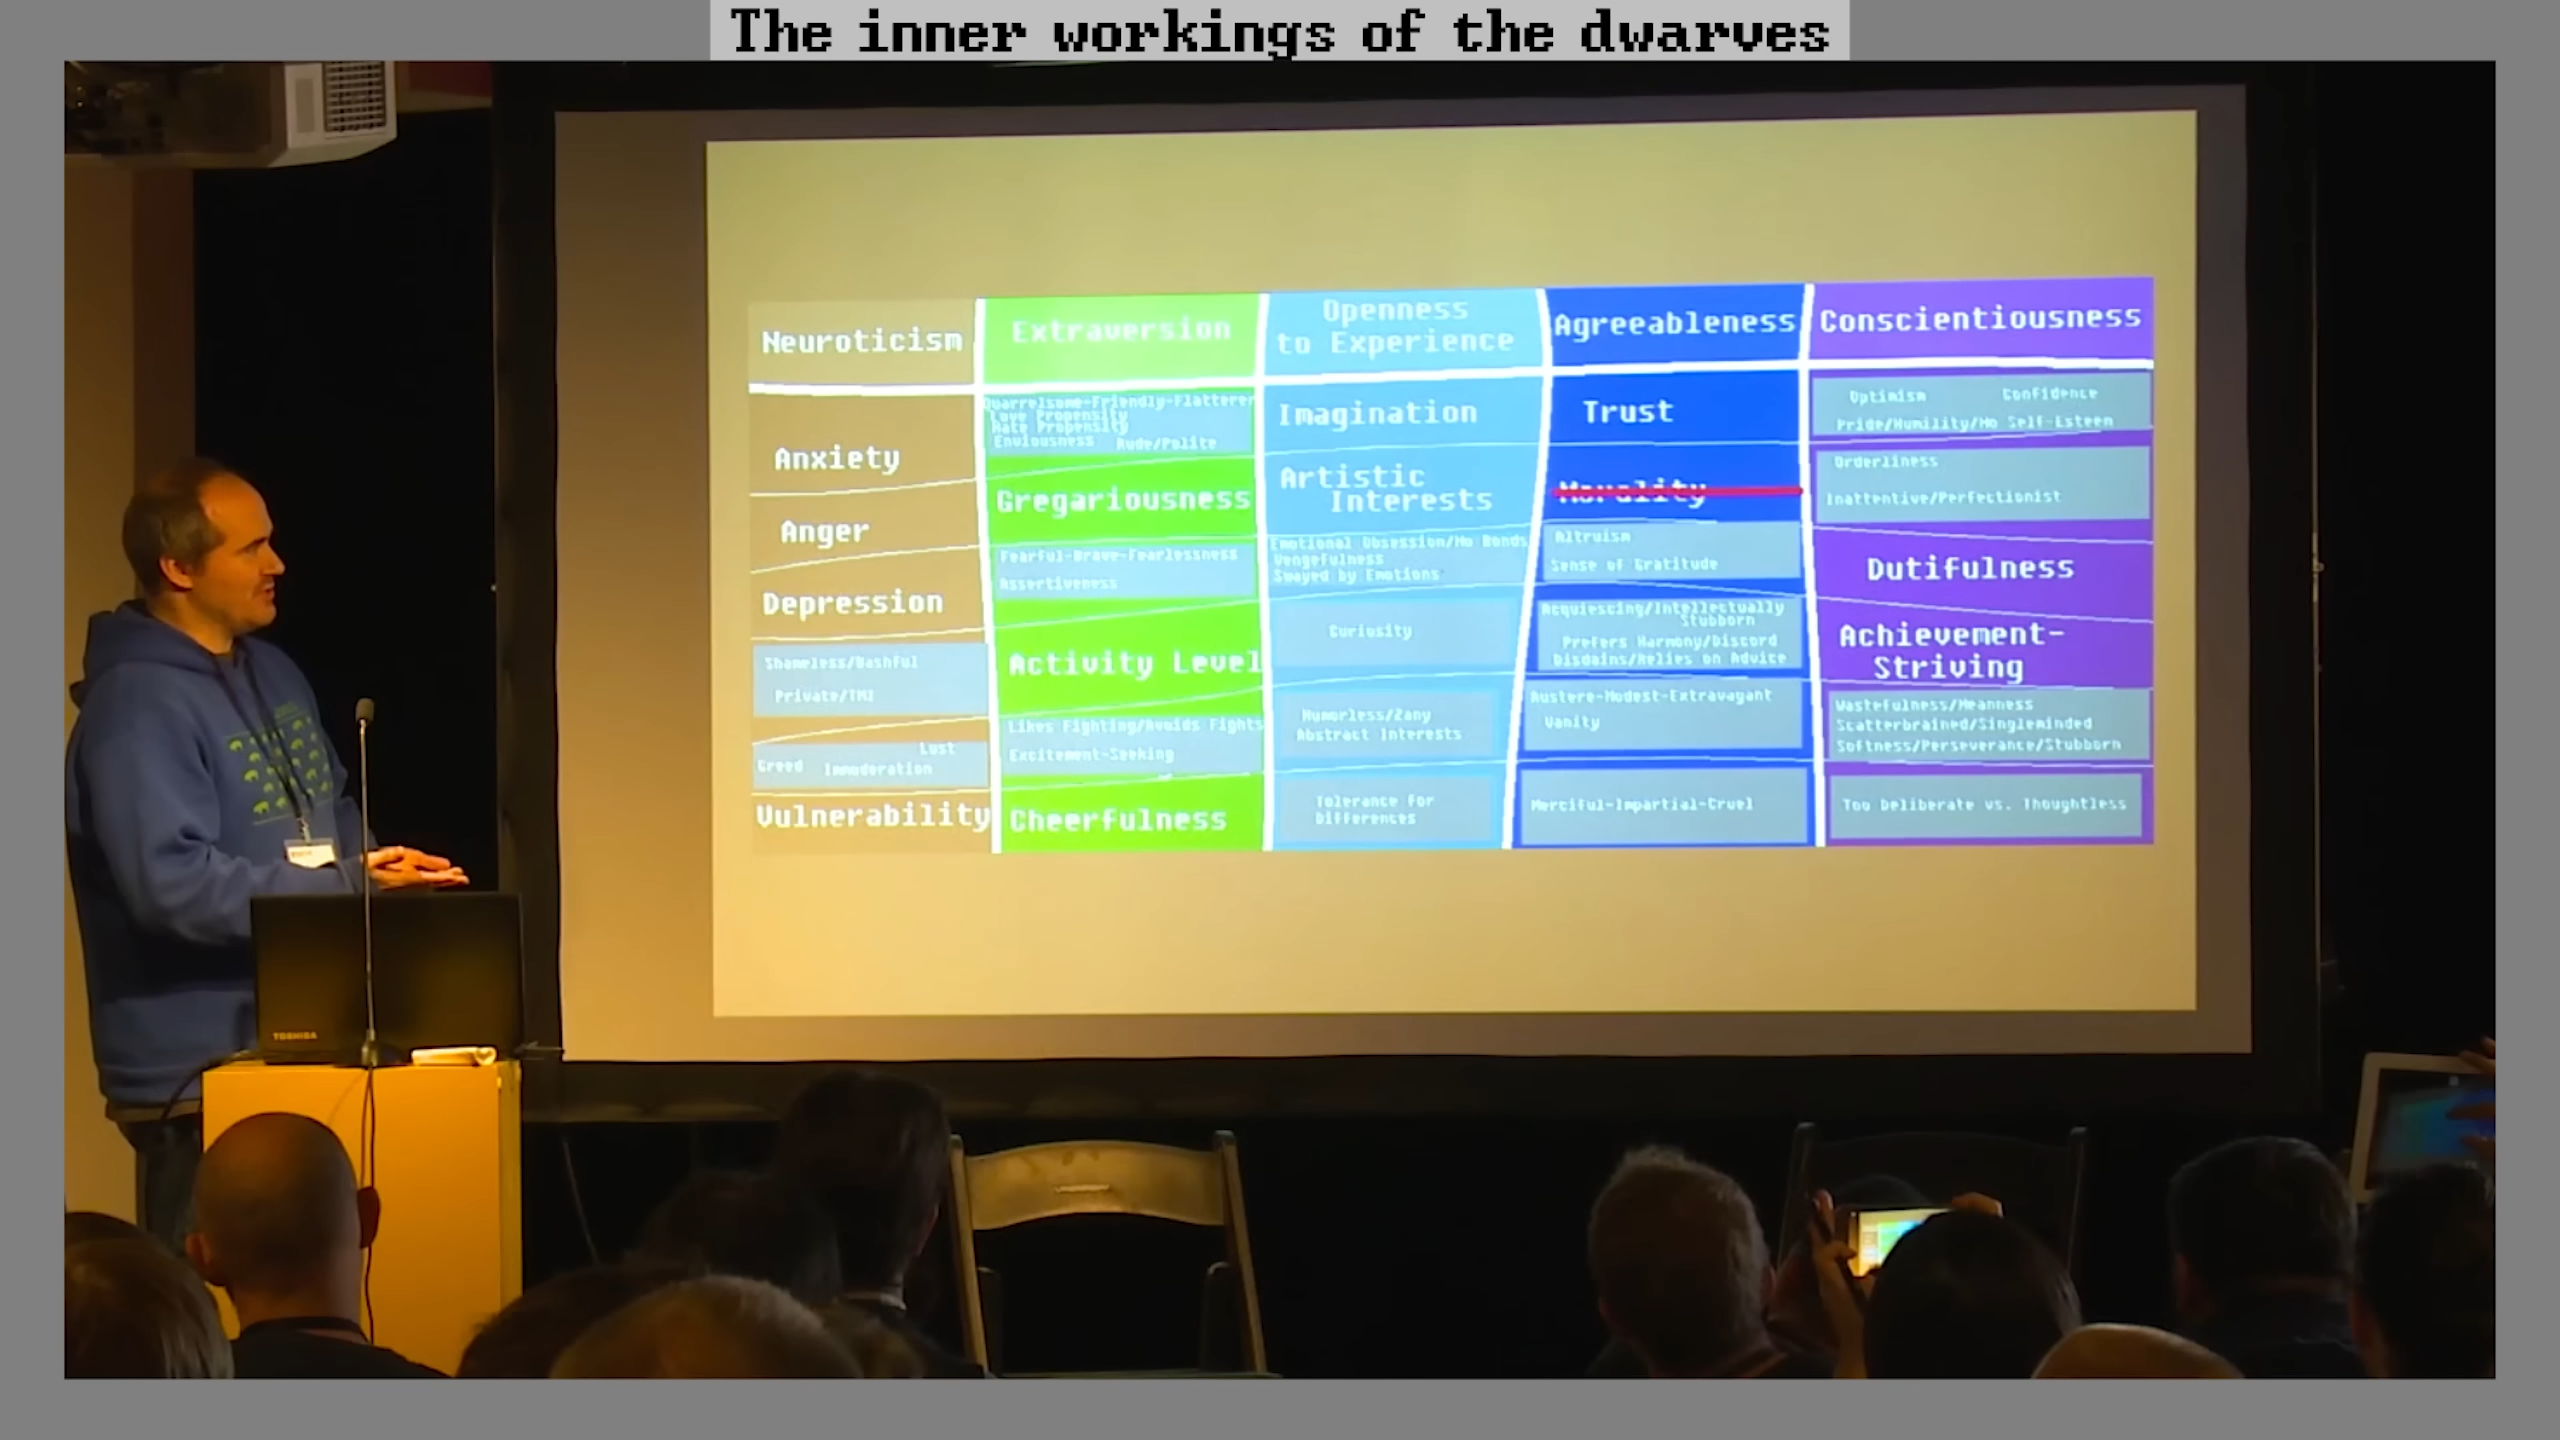 The inner workings of the dwarves
Neuroticism
Extraversion
Openness
to Experience
Agreeableness
Conscientiousness
Anxiety
Anger
Depression
Shameless/Bashful
Private/TMI
Lust
Greed Immoderation
Vulnerability
Quarrelsome-Friendly-Flatterer
Love Propensity
Hate Propensity
Enviousness Rude/Polite
Gregariousness
Fearful-Brave-Fearlessness
Assertiveness
Activity Level
Likes Fighting/Avoids Fights
Excitement-Seeking
Cheerfulness
Imagination
Artistic
Interests
Emotional Obsession/No Bonds
Vengefulness
Swayed by Emotions
Curiosity
Humorless/Zany
Abstract Interests
Tolerance for
Differences
Trust
Morality
Altruism
Sense of Gratitude
Acquiescing/Intellectually
Stubborn
Prefers Harmony/Discord
Disdains/Relies on Advice
Austere-Modest-Extravagant
Vanity
Merciful-Impartial-Cruel
Optimism Confidence
Pride/Humility/No Self-Esteem
Orderliness
Inattentive/Perfectionist
Dutifulness
Achievement-
Striving
Wastefulness/Meanness
Scatterbrained/Singleminded
Softness/Perseverance/Stubborn
Too Deliberate vs. Thoughtless
TOSHIBA